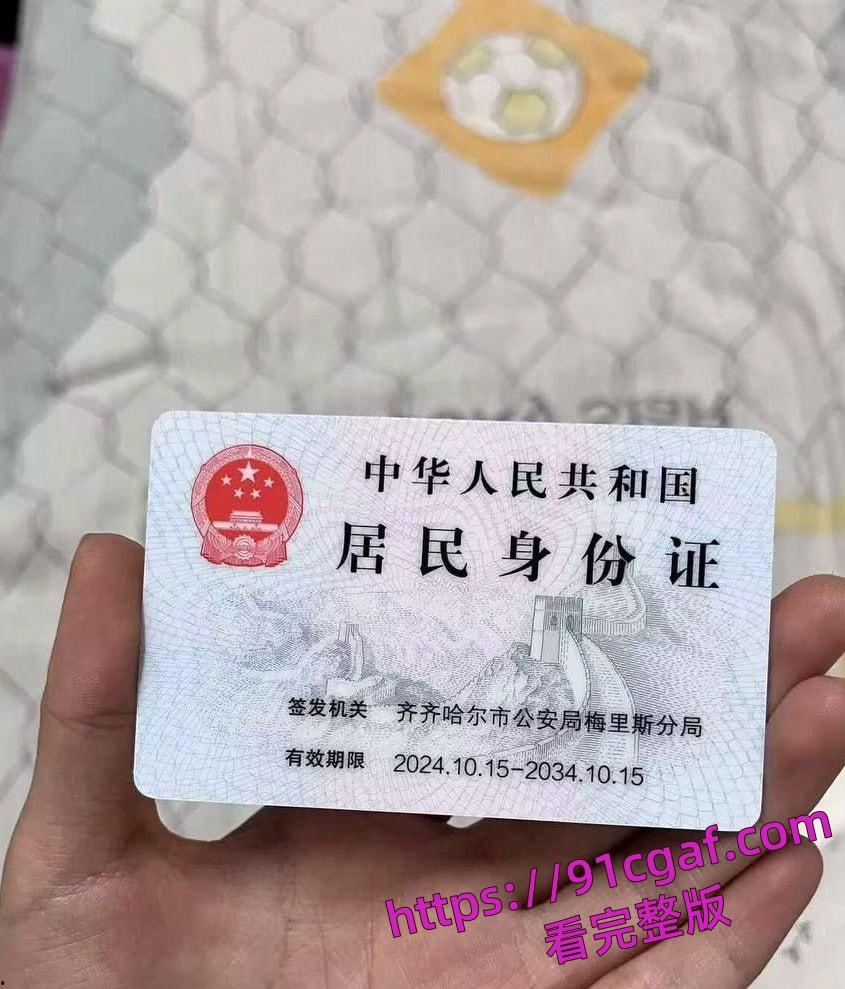 中华人民共和国
居民身份证
签发机关 齐齐哈尔市公安局梅里斯分局
有效期限 2024.10.15-2034.10.15
https://91cgaf.com
看完整版